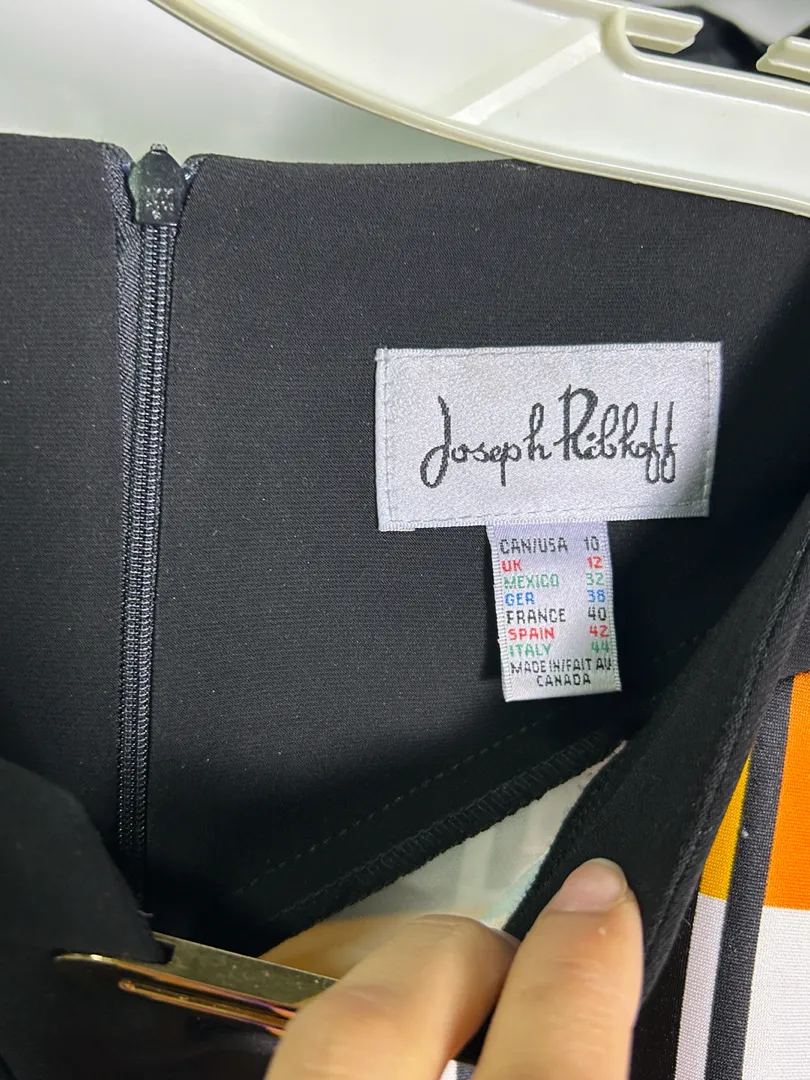 Joseph Ribkoff
CAN/USA 10
UK 12
MEXICO 32
GER 38
FRANCE 40
SPAIN 42
ITALY 44
MADE IN/FAIT AU
CANADA